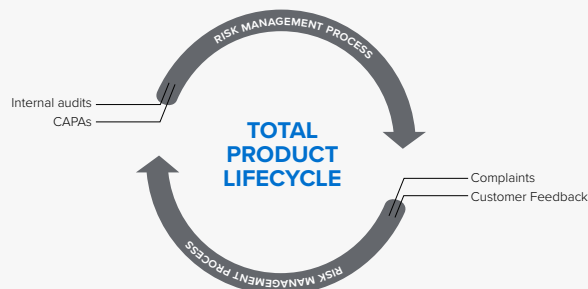 RISK MANAGEMENT PROCESS
Internal audits
CAPAs
TOTAL
PRODUCT
LIFECYCLE
Complaints
Customer Feedback
RISK MANAGEMENT PROCESS